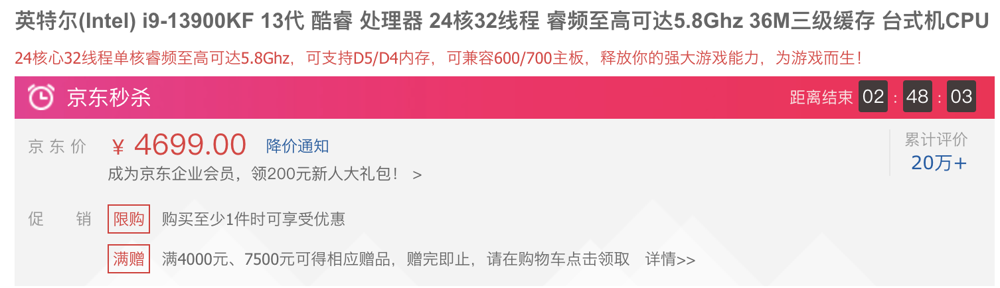 英特尔(Intel) i9-13900KF 13代 酷睿 处理器 24核32线程 睿频至高可达5.8Ghz 36M三级缓存 台式机CPU
24核心32线程单核睿频至高可达5.8Ghz，可支持D5/D4内存，可兼容600/700主板，释放你的强大游戏能力，为游戏而生！
京东秒杀 距离结束 02 : 48 : 03
京东价 ￥ 4699.00 降价通知 累计评价
20万+
成为京东企业会员，领200元新人大礼包！ >
促销 限购 购买至少1件时可享受优惠
满赠 满4000元、7500元可得相应赠品，赠完即止，请在购物车点击领取 详情>>